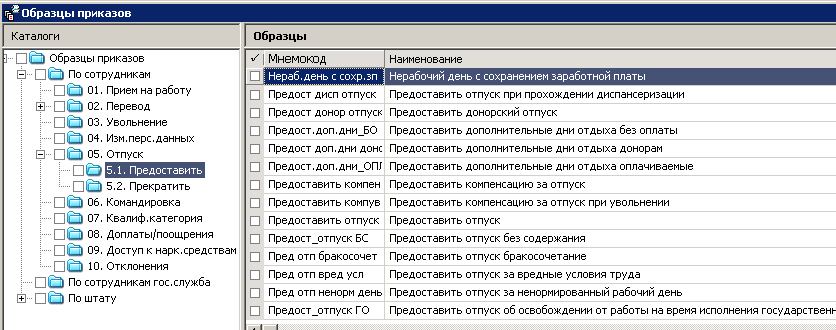 Образцы приказов
Каталоги
Образцы приказов
По сотрудникам
01. Прием на работу
02. Перевод
03. Увольнение
04. Изм.перс.данных
05. Отпуск
5.1. Предоставить
5.2. Прекратить
06. Командировка
07. Квалиф.категория
08. Доплаты/поощрения
09. Доступ к нарк.средствам
10. Отклонения
По сотрудникам гос.служба
По штату
Образцы
Мнемокод Наименование
Нераб.день с сохр.зп Нерабочий день с сохранением заработной платы
Предост дисп отпуск Предоставить отпуск при прохождении диспансеризации
Предост донор отпуск Предоставить донорский отпуск
Предост.доп.дни_БО Предоставить дополнительные дни отдыха без оплаты
Предост доп.дни донс Предоставить дополнительные дни отдыха донорам
Предост.доп.дни_ОПЛ Предоставить дополнительные дни отдыха оплачиваемые
Предоставить компен Предоставить компенсацию за отпуск
Предоставить компув Предоставить компенсацию за отпуск при увольнении
Предоставить отпуск Предоставить отпуск
Предост_отпуск БС Предоставить отпуск без содержания
Пред отп бракосочет Предоставить отпуск бракосочетание
Пред отп вред усл Предоставить отпуск за вредные условия труда
Пред отп ненорм день Предоставить отпуск за ненормированный рабочий день
Предост_отпуск ГО Предоставить отпуск об освобождении от работы на время исполнения государствен